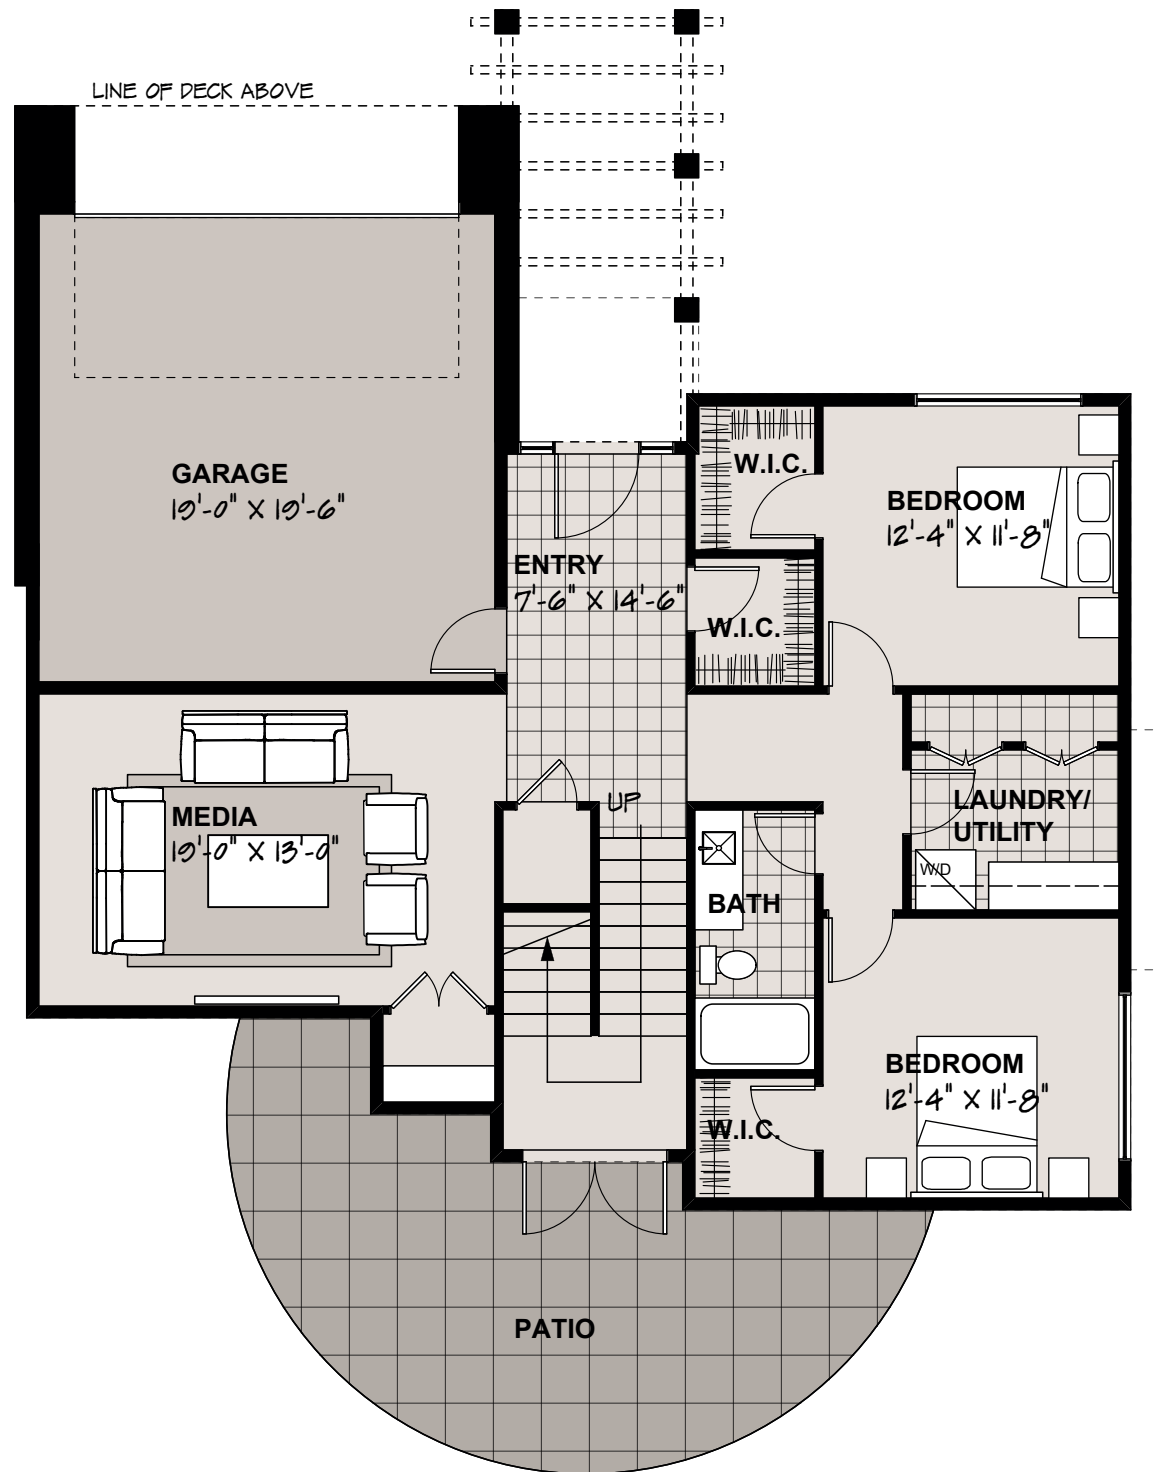 LINE OF DECK ABOVE
GARAGE
19'-0" X 19'-6"
W.I.C.
BEDROOM
12'-4" X 11'-8"
ENTRY
7'-6" X 14'-6"
W.I.C.
MEDIA
19'-0" X 13'-0"
UP
LAUNDRY/
UTILITY
W/D
BATH
BEDROOM
12'-4" X 11'-8"
W.I.C.
PATIO